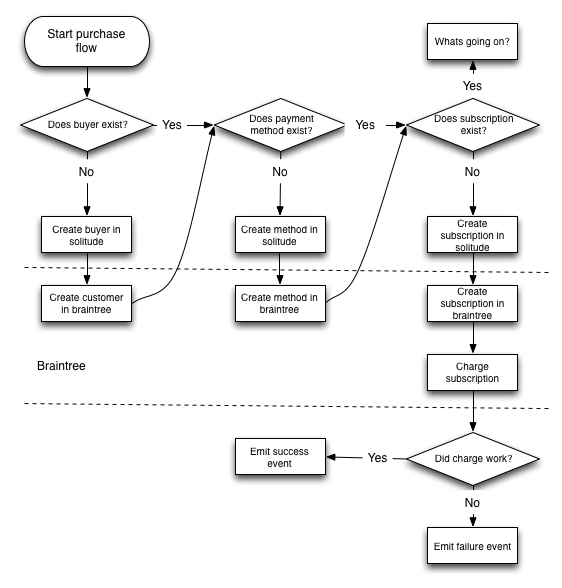 Start purchase
flow
Whats going on?
Yes
Does buyer exist?
Yes
Does payment
method exist?
Yes
Does subscription
exist?
No
No
No
Create buyer in
solitude
Create method in
solitude
Create
subscription in
solitude
Create customer
in braintree
Create method in
braintree
Create
subscription in
braintree
Braintree
Charge
subscription
Emit success
event
Yes
Did charge work?
No
Emit failure event